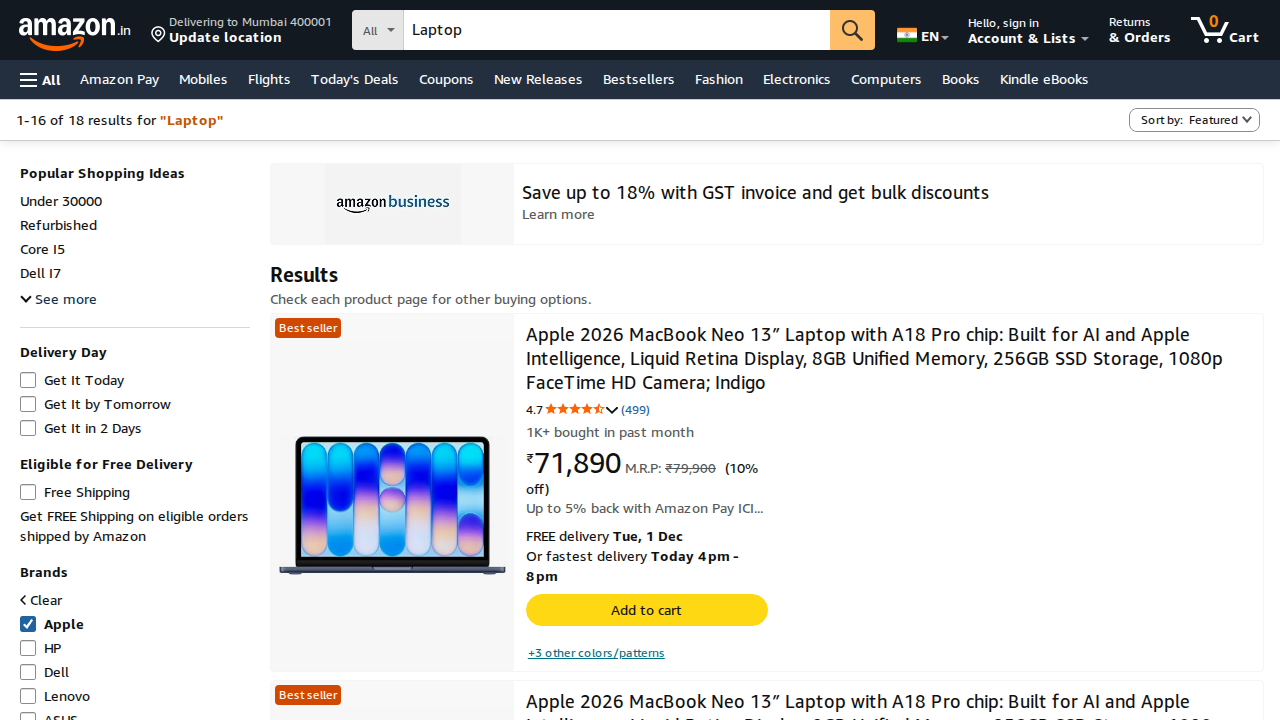 amazon.in
Delivering to Mumbai 400001
Update location
All
Laptop
EN
Hello, sign in
Account & Lists
Returns
& Orders
0
Cart
All
Amazon Pay
Mobiles
Flights
Today's Deals
Coupons
New Releases
Bestsellers
Fashion
Electronics
Computers
Books
Kindle eBooks
1-16 of 18 results for "Laptop"
Sort by: Featured
Popular Shopping Ideas
Under 30000
Refurbished
Core I5
Dell I7
See more
Delivery Day
Get It Today
Get It by Tomorrow
Get It in 2 Days
Eligible for Free Delivery
Free Shipping
Get FREE Shipping on eligible orders
shipped by Amazon
Brands
Clear
Apple
HP
Dell
Lenovo
ASUS
amazon business
Save up to 18% with GST invoice and get bulk discounts
Learn more
Results
Check each product page for other buying options.
Best seller
Apple 2026 MacBook Neo 13″ Laptop with A18 Pro chip: Built for AI and Apple
Intelligence, Liquid Retina Display, 8GB Unified Memory, 256GB SSD Storage, 1080p
FaceTime HD Camera; Indigo
4.7 (499)
1K+ bought in past month
₹71,890 M.R.P: ₹79,900 (10%
off)
Up to 5% back with Amazon Pay ICI...
FREE delivery Tue, 1 Dec
Or fastest delivery Today 4 pm -
8 pm
Add to cart
+3 other colors/patterns
Best seller
Apple 2026 MacBook Neo 13″ Laptop with A18 Pro chip: Built for AI and Apple